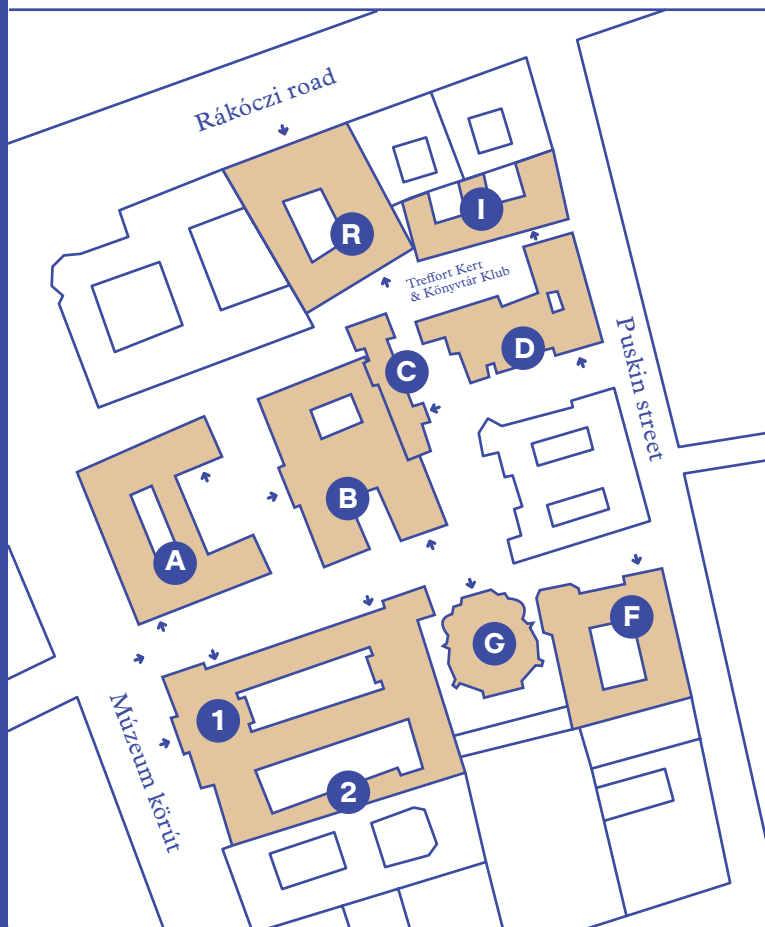 Rákóczi road
I
R
Treffort Kert
& Könyvtár Klub
Puskin street
D
C
B
A
F
G
1
Múzeum körút
2